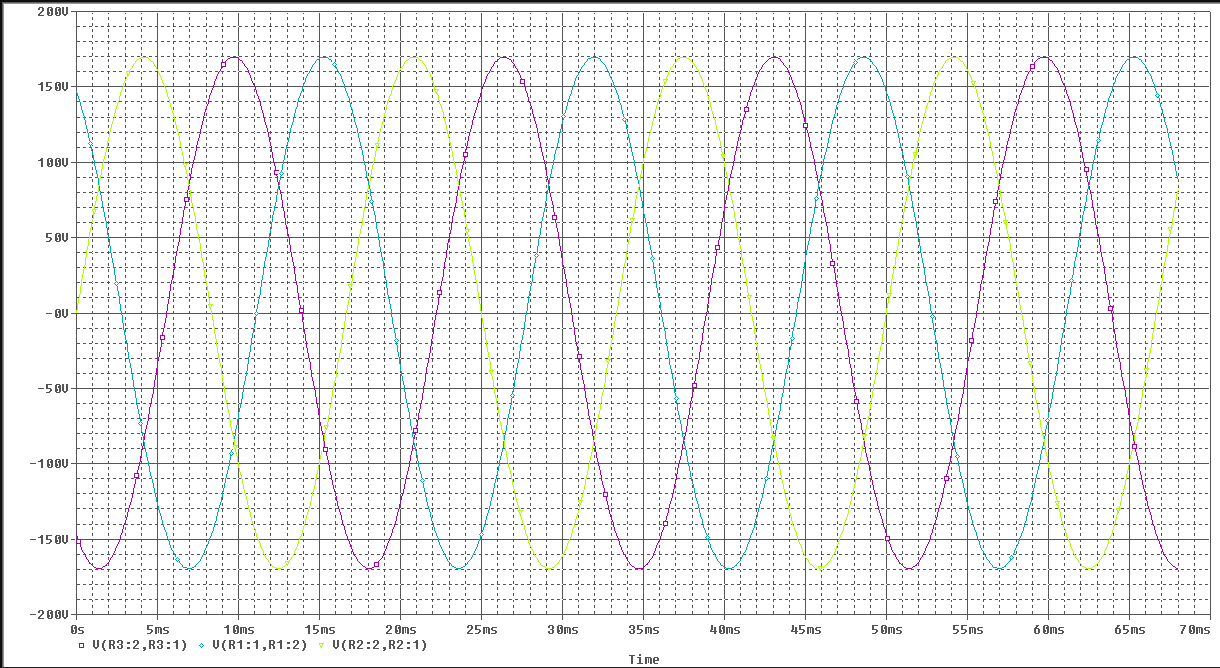 200V
150V
100V
50V
-0V
-50V
-100V
-150V
-200V
0s 5ms 10ms 15ms 20ms 25ms 30ms 35ms 40ms 45ms 50ms 55ms 60ms 65ms 70ms
V(R3:2,R3:1) V(R1:1,R1:2) V(R2:2,R2:1)
Time